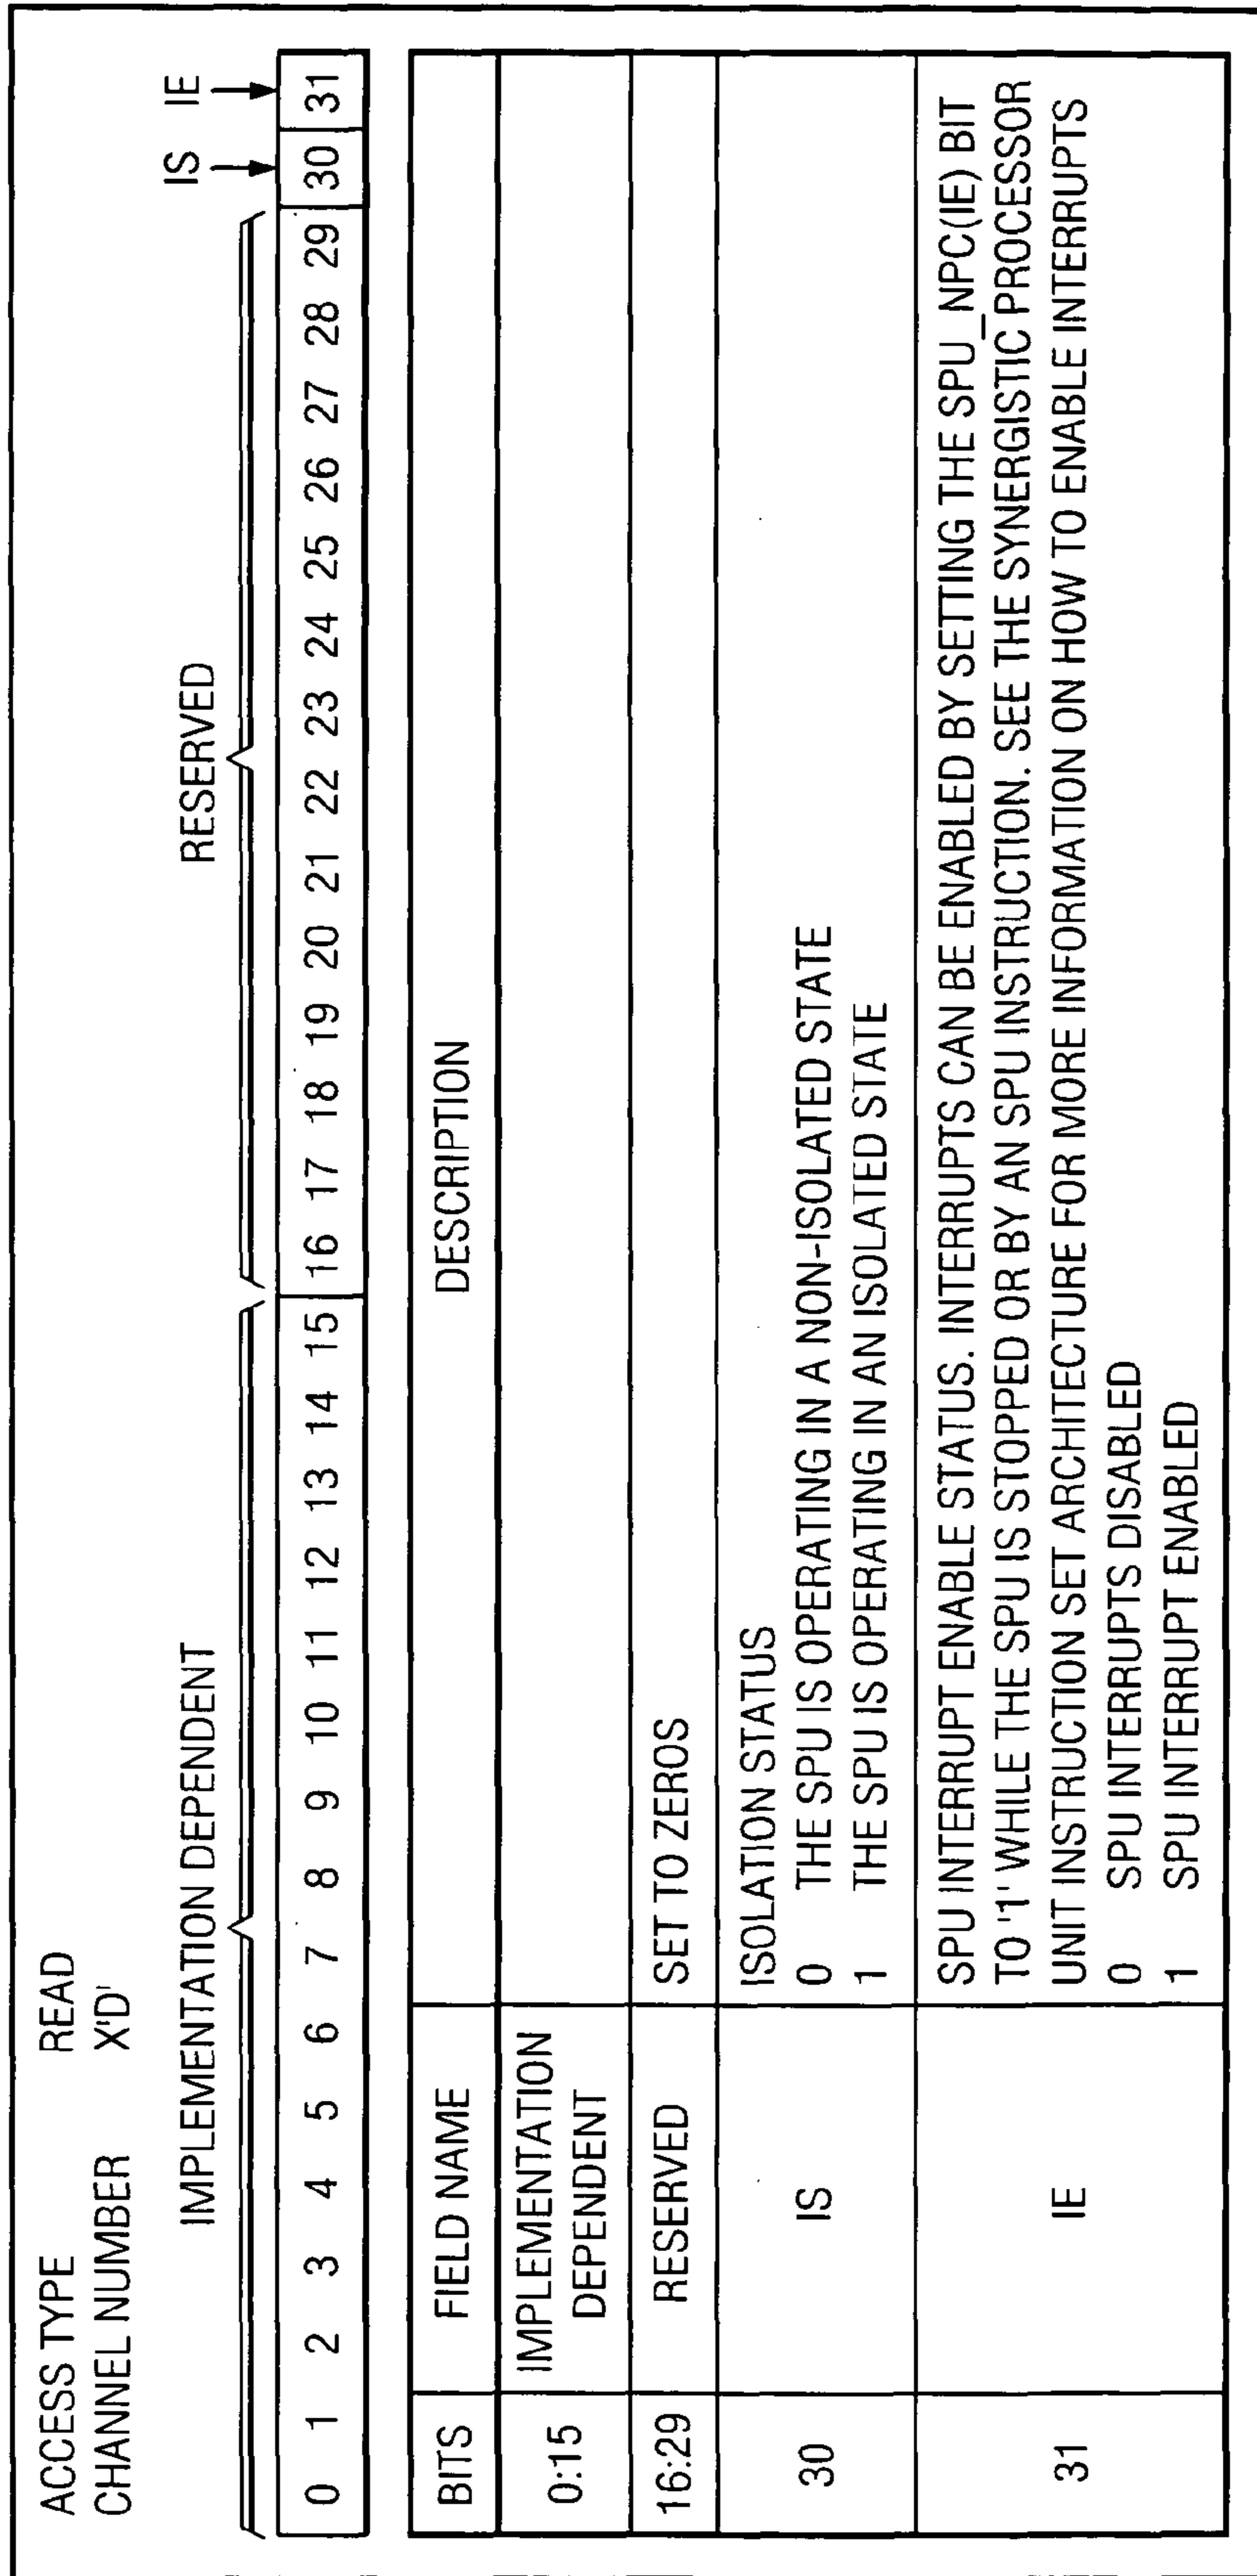 ACCESS TYPE READ
CHANNEL NUMBER X'D'
IMPLEMENTATION DEPENDENT RESERVED IS IE
0 1 2 3 4 5 6 7 8 9 10 11 12 13 14 15 16 17 18 19 20 21 22 23 24 25 26 27 28 29 30 31
BITS FIELD NAME DESCRIPTION
0:15 IMPLEMENTATION
DEPENDENT
16:29 RESERVED SET TO ZEROS
30 IS ISOLATION STATUS
0 THE SPU IS OPERATING IN A NON-ISOLATED STATE
1 THE SPU IS OPERATING IN AN ISOLATED STATE
31 IE SPU INTERRUPT ENABLE STATUS. INTERRUPTS CAN BE ENABLED BY SETTING THE SPU_NPC(IE) BIT
TO '1' WHILE THE SPU IS STOPPED OR BY AN SPU INSTRUCTION. SEE THE SYNERGISTIC PROCESSOR
UNIT INSTRUCTION SET ARCHITECTURE FOR MORE INFORMATION ON HOW TO ENABLE INTERRUPTS
0 SPU INTERRUPTS DISABLED
1 SPU INTERRUPT ENABLED